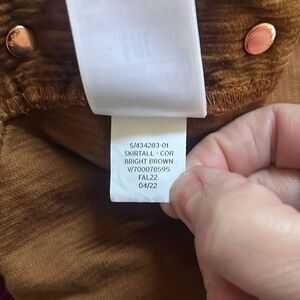 S/434283-01
SKIRTALL - COR
BRIGHT BROWN
V/700078595
FAL22
04/22